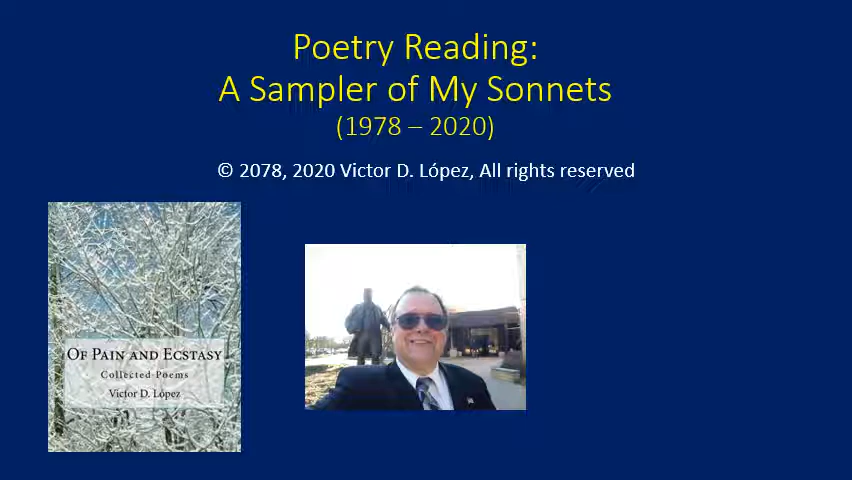 Poetry Reading:
A Sampler of My Sonnets
(1978 – 2020)
© 2078, 2020 Victor D. López, All rights reserved
Of Pain and Ecstasy
Collected Poems
Victor D. López